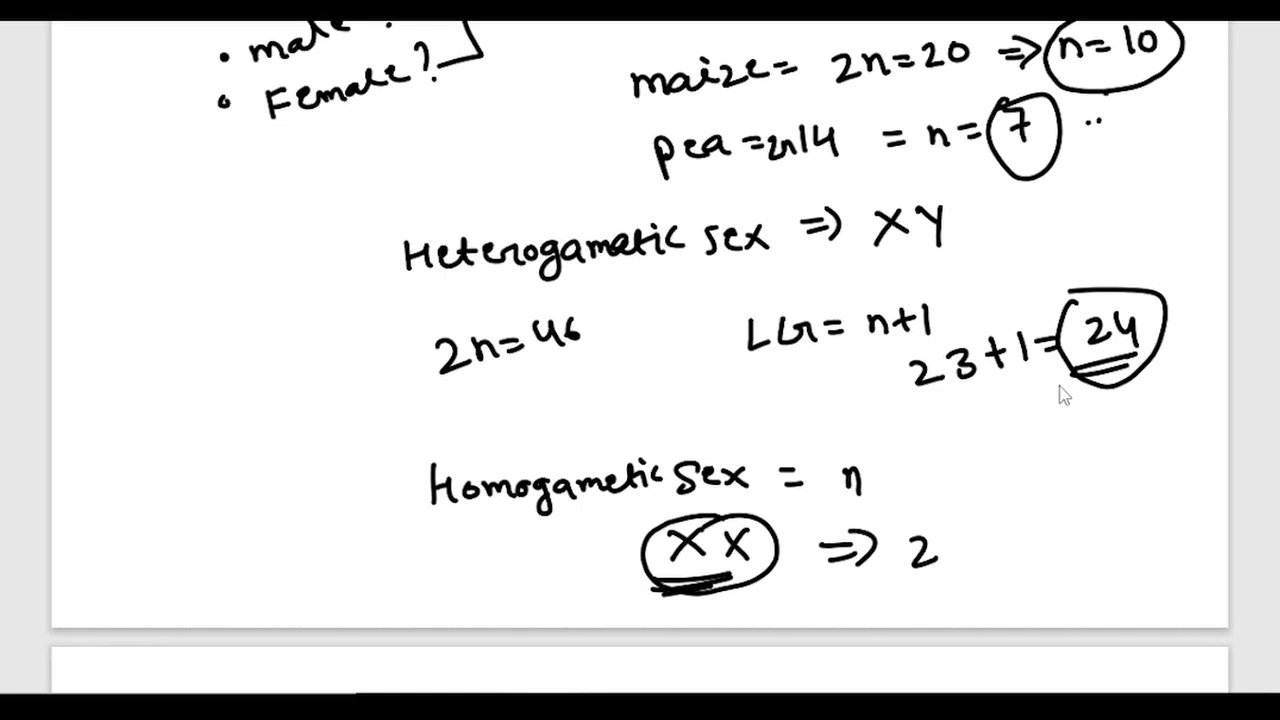 • male ?
• Female ?
maize = 2n=20 => n=10
pea =2n14 = n= 7 ..
Heterogamatic sex => XY
2n=46 LG= n+1
23+1= 24
Homogametic Sex = n
XX => 2